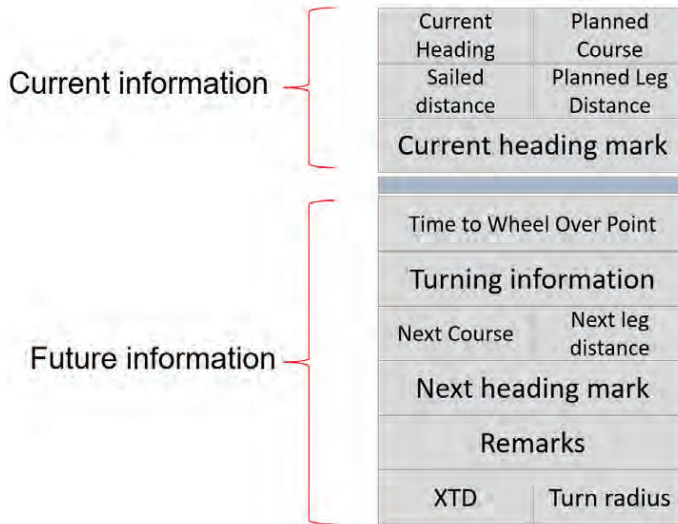 Current information
Current
Heading
Planned
Course
Sailed
distance
Planned Leg
Distance
Current heading mark
Future information
Time to Wheel Over Point
Turning information
Next Course
Next leg
distance
Next heading mark
Remarks
XTD
Turn radius